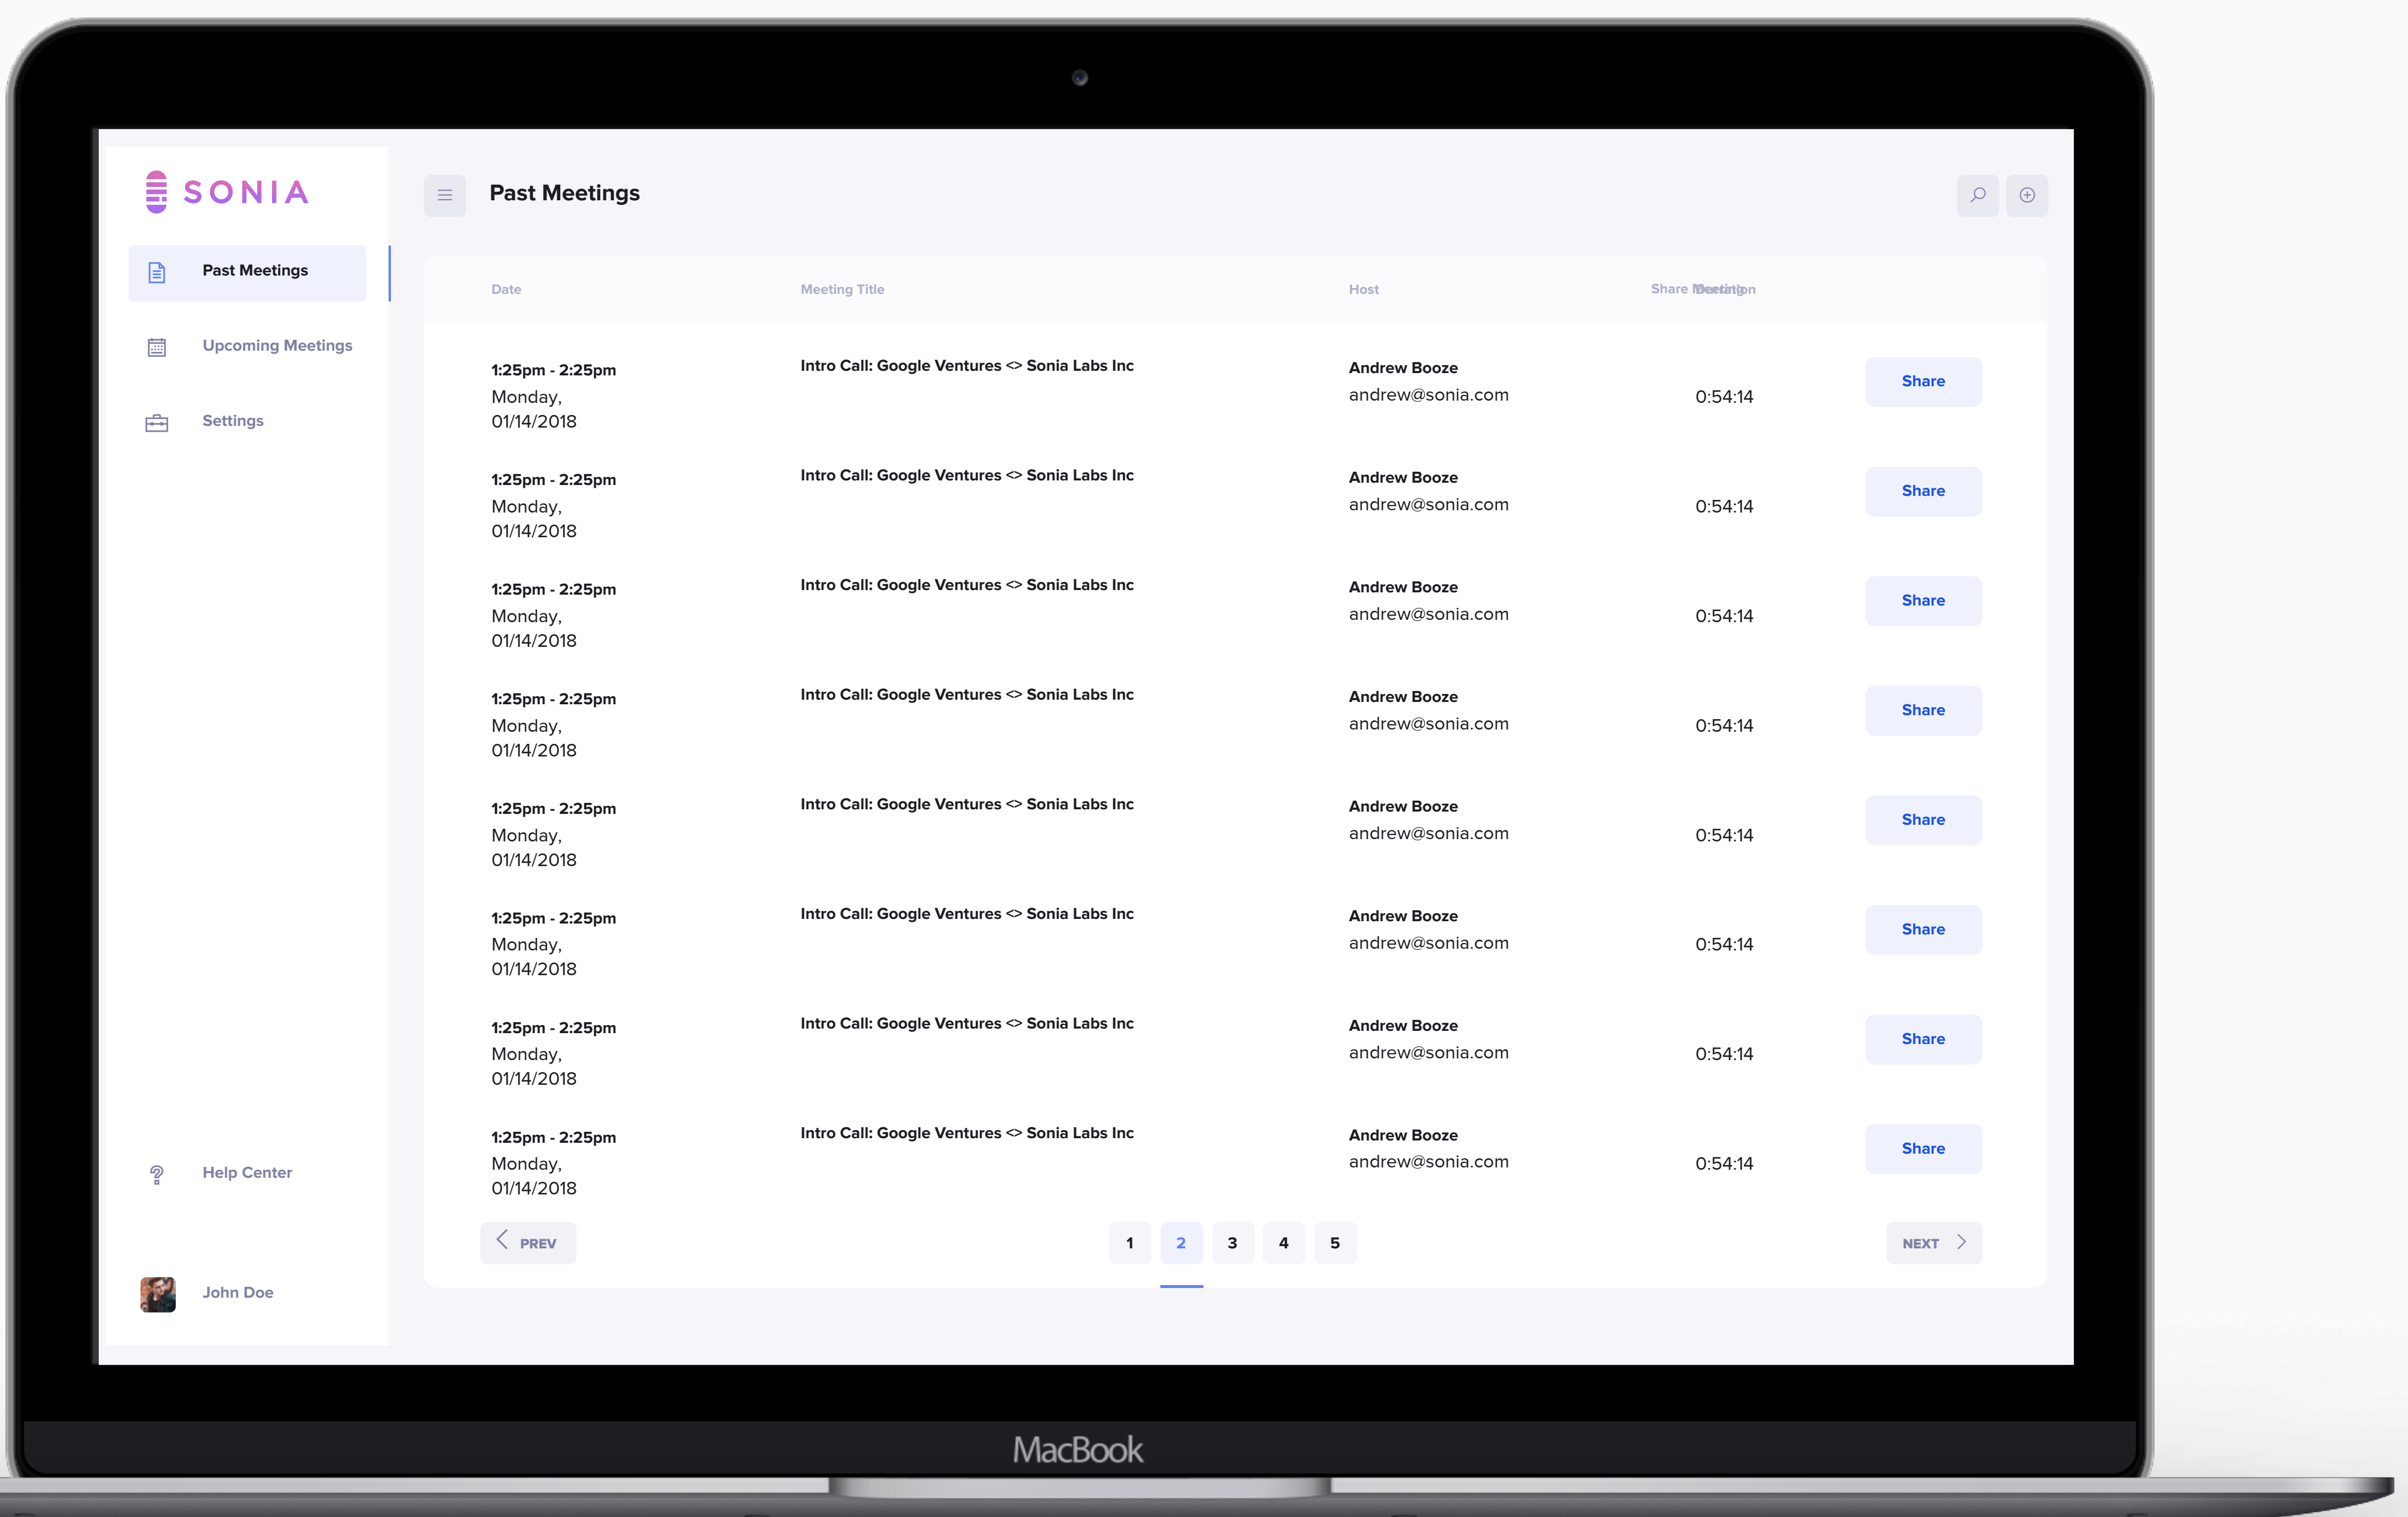 SONIA
Past Meetings
Upcoming Meetings
Settings
Help Center
John Doe
Past Meetings
Date Meeting Title Host Share Meeting Duration
1:25pm - 2:25pm Intro Call: Google Ventures <> Sonia Labs Inc Andrew Booze Share
Monday, andrew@sonia.com 0:54:14
01/14/2018
1:25pm - 2:25pm Intro Call: Google Ventures <> Sonia Labs Inc Andrew Booze Share
Monday, andrew@sonia.com 0:54:14
01/14/2018
1:25pm - 2:25pm Intro Call: Google Ventures <> Sonia Labs Inc Andrew Booze Share
Monday, andrew@sonia.com 0:54:14
01/14/2018
1:25pm - 2:25pm Intro Call: Google Ventures <> Sonia Labs Inc Andrew Booze Share
Monday, andrew@sonia.com 0:54:14
01/14/2018
1:25pm - 2:25pm Intro Call: Google Ventures <> Sonia Labs Inc Andrew Booze Share
Monday, andrew@sonia.com 0:54:14
01/14/2018
1:25pm - 2:25pm Intro Call: Google Ventures <> Sonia Labs Inc Andrew Booze Share
Monday, andrew@sonia.com 0:54:14
01/14/2018
1:25pm - 2:25pm Intro Call: Google Ventures <> Sonia Labs Inc Andrew Booze Share
Monday, andrew@sonia.com 0:54:14
01/14/2018
1:25pm - 2:25pm Intro Call: Google Ventures <> Sonia Labs Inc Andrew Booze Share
Monday, andrew@sonia.com 0:54:14
01/14/2018
PREV 1 2 3 4 5 NEXT
MacBook